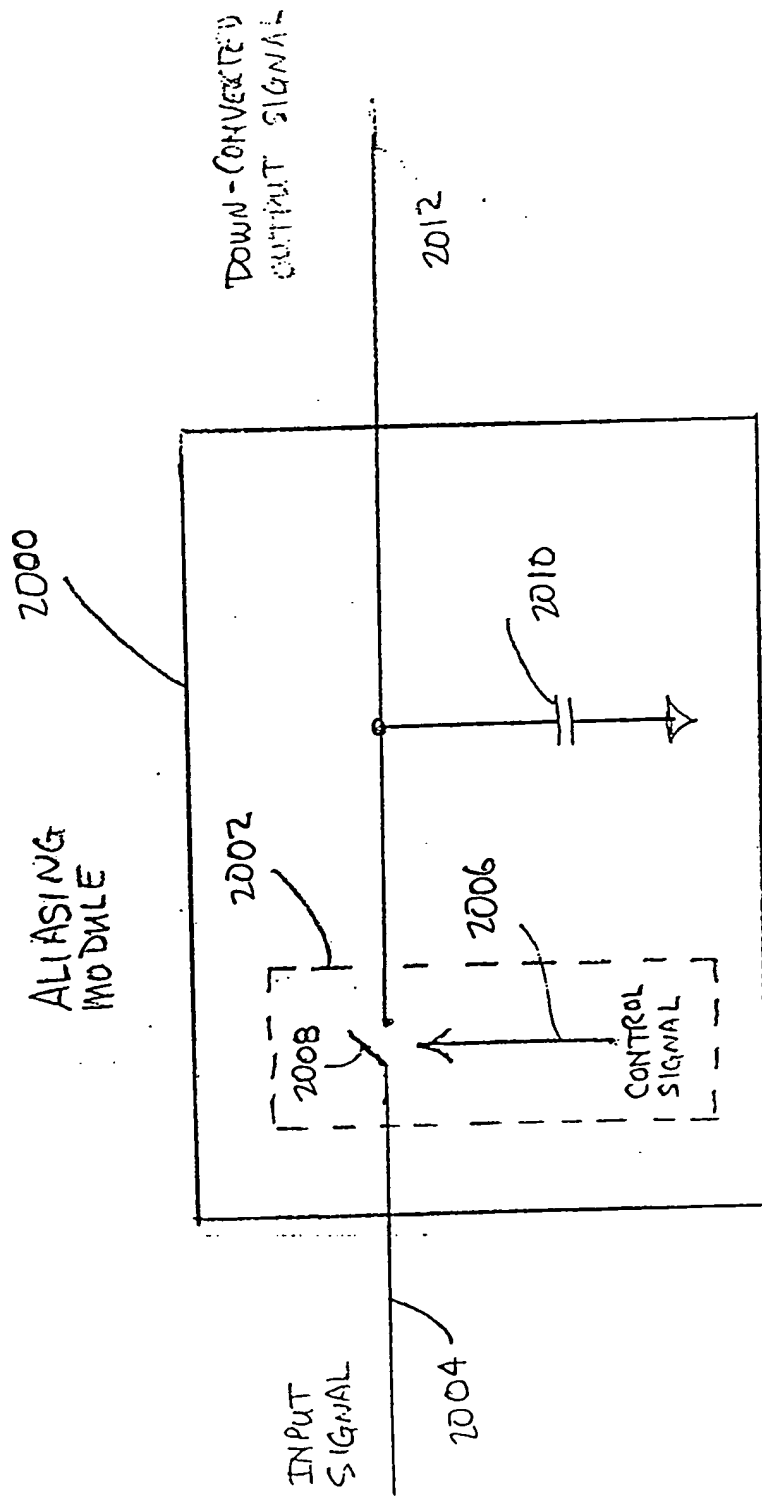 ALIASING
MODULE
2000
INPUT
SIGNAL
2004
2002
2008
2006
CONTROL
SIGNAL
2010
DOWN-CONVERTED
OUTPUT SIGNAL
2012